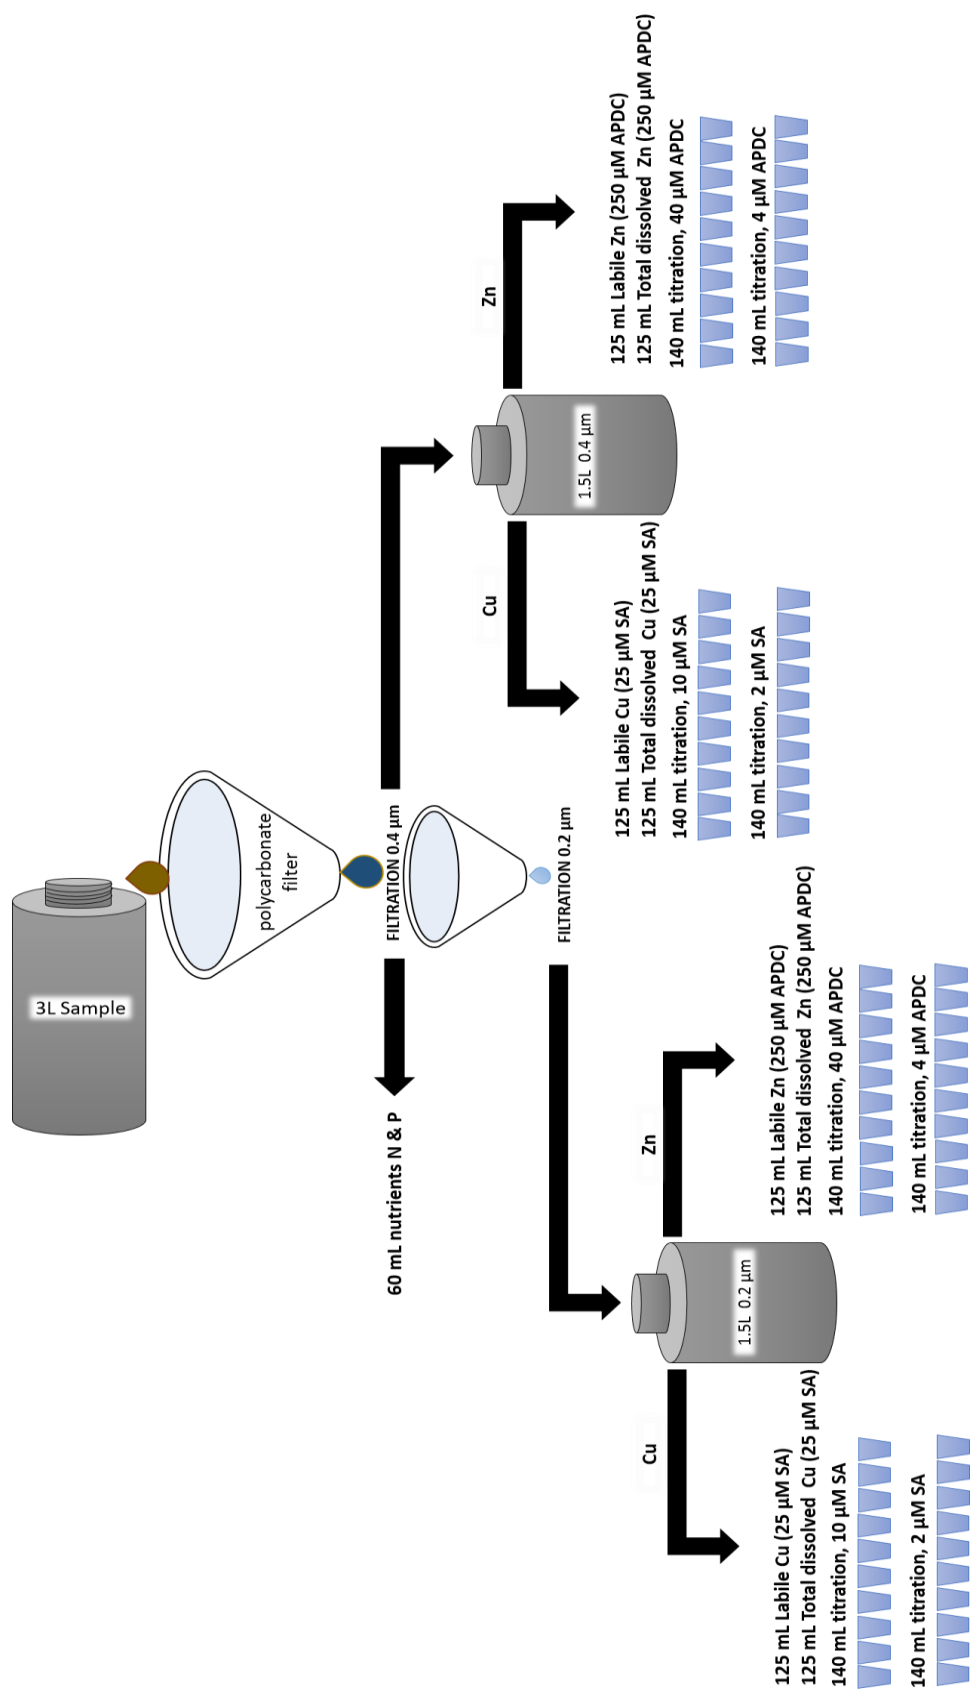 3L Sample
polycarbonate
filter
FILTRATION 0.4 µm
60 mL nutrients N & P
FILTRATION 0.2 µm
1.5L 0.4 µm
Cu
125 mL Labile Cu (25 µM SA)
125 mL Total dissolved Cu (25 µM SA)
140 mL titration, 10 µM SA
140 mL titration, 2 µM SA
Zn
125 mL Labile Zn (250 µM APDC)
125 mL Total dissolved Zn (250 µM APDC)
140 mL titration, 40 µM APDC
140 mL titration, 4 µM APDC
1.5L 0.2 µm
Cu
125 mL Labile Cu (25 µM SA)
125 mL Total dissolved Cu (25 µM SA)
140 mL titration, 10 µM SA
140 mL titration, 2 µM SA
Zn
125 mL Labile Zn (250 µM APDC)
125 mL Total dissolved Zn (250 µM APDC)
140 mL titration, 40 µM APDC
140 mL titration, 4 µM APDC